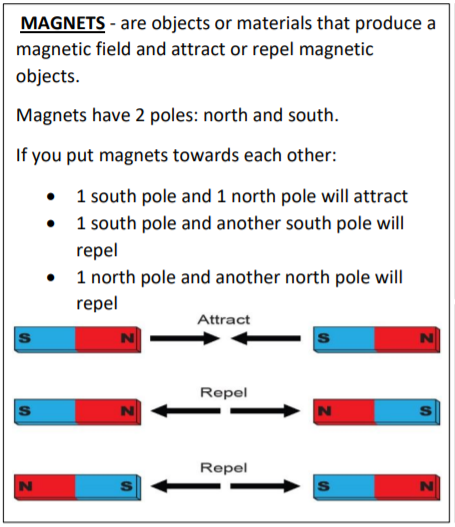 MAGNETS - are objects or materials that produce a
magnetic field and attract or repel magnetic
objects.
Magnets have 2 poles: north and south.
If you put magnets towards each other:
• 1 south pole and 1 north pole will attract
• 1 south pole and another south pole will
repel
• 1 north pole and another north pole will
repel
Attract
S N S N
Repel
S N N S
Repel
N S S N